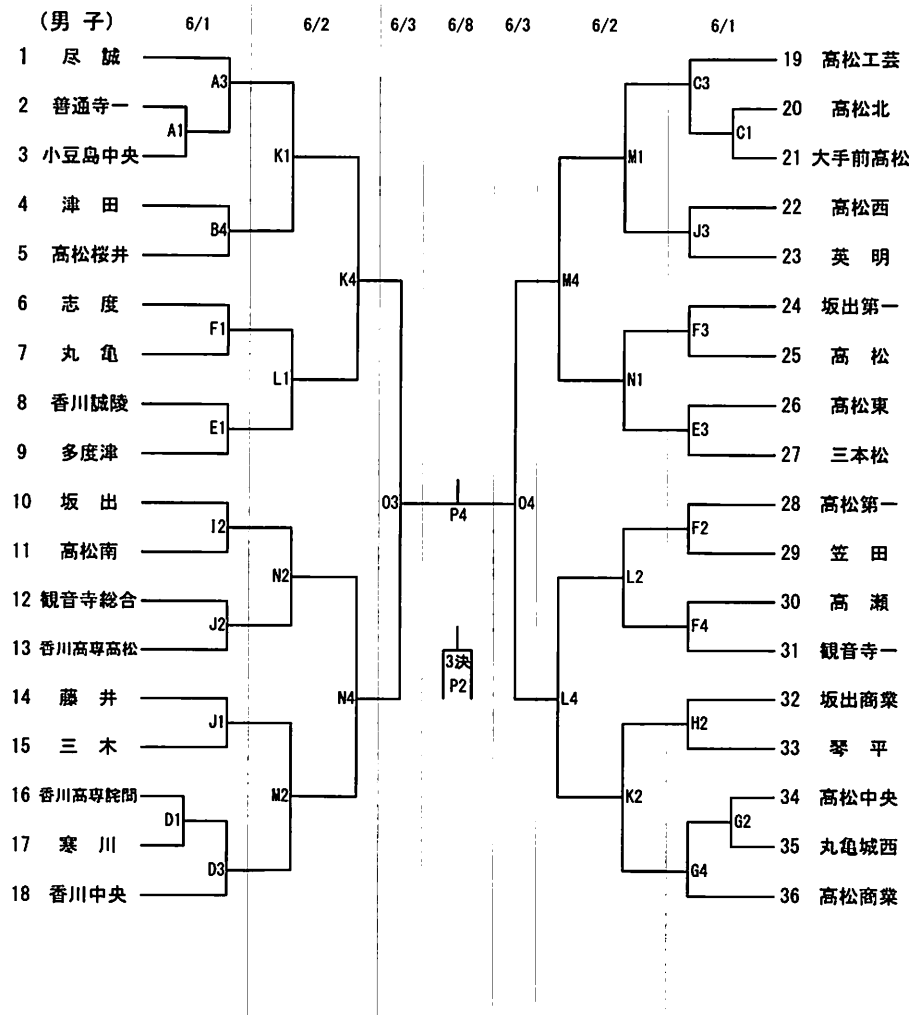 (男 子) 6/1 6/2 6/3 6/8 6/3 6/2 6/1
1 尽 誠
2 善通寺一
3 小豆島中央
4 津 田
5 高松桜井
6 志 度
7 丸 亀
8 香川誠陵
9 多度津
10 坂 出
11 高松南
12 観音寺総合
13 香川高専高松
14 藤 井
15 三 木
16 香川高専詫間
17 寒 川
18 香川中央
A3
A1
B4
F1
E1
I2
J2
J1
D1
D3
K1
L1
N2
M2
K4
N4
O3
P4
3決
P2
O4
M4
L4
M1
N1
L2
K2
C3
C1
J3
F3
E3
F2
F4
H2
G2
G4
19 高松工芸
20 高松北
21 大手前高松
22 高松西
23 英 明
24 坂出第一
25 高 松
26 高松東
27 三本松
28 高松第一
29 笠 田
30 高 瀬
31 観音寺一
32 坂出商業
33 琴 平
34 高松中央
35 丸亀城西
36 高松商業